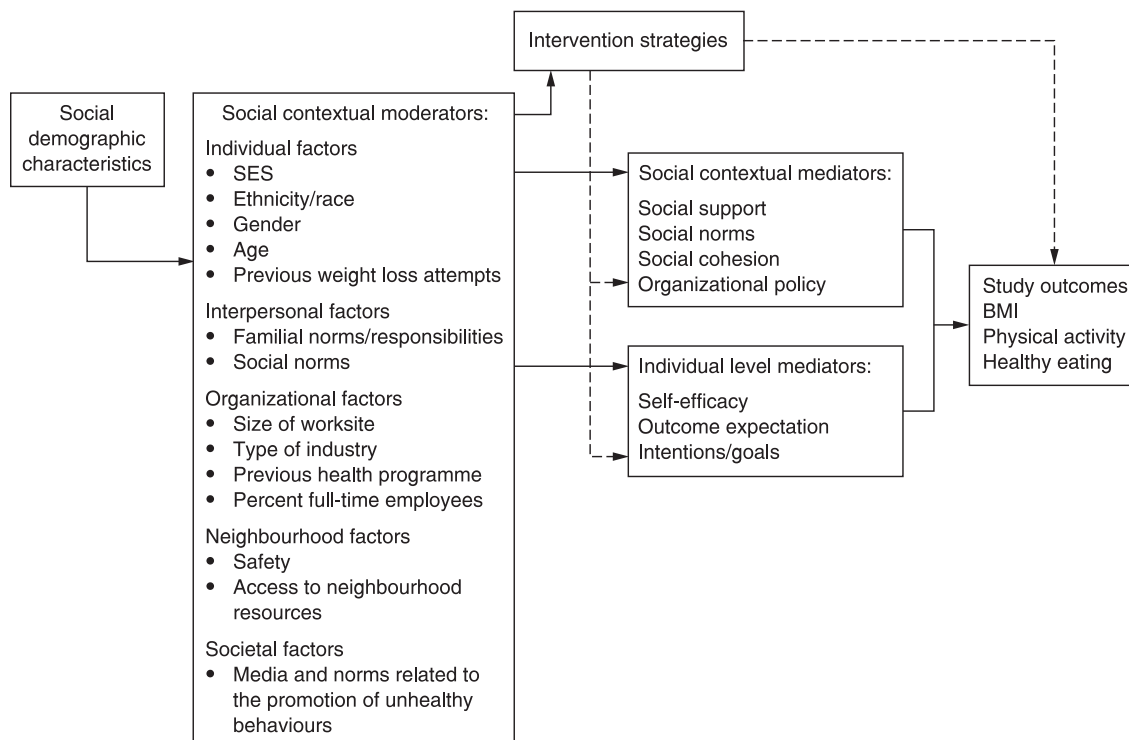 Intervention strategies
Social
demographic
characteristics
Social contextual moderators:
Individual factors
• SES
• Ethnicity/race
• Gender
• Age
• Previous weight loss attempts
Interpersonal factors
• Familial norms/responsibilities
• Social norms
Organizational factors
• Size of worksite
• Type of industry
• Previous health programme
• Percent full-time employees
Neighbourhood factors
• Safety
• Access to neighbourhood
resources
Societal factors
• Media and norms related to
the promotion of unhealthy
behaviours
Social contextual mediators:
Social support
Social norms
Social cohesion
Organizational policy
Individual level mediators:
Self-efficacy
Outcome expectation
Intentions/goals
Study outcomes
BMI
Physical activity
Healthy eating